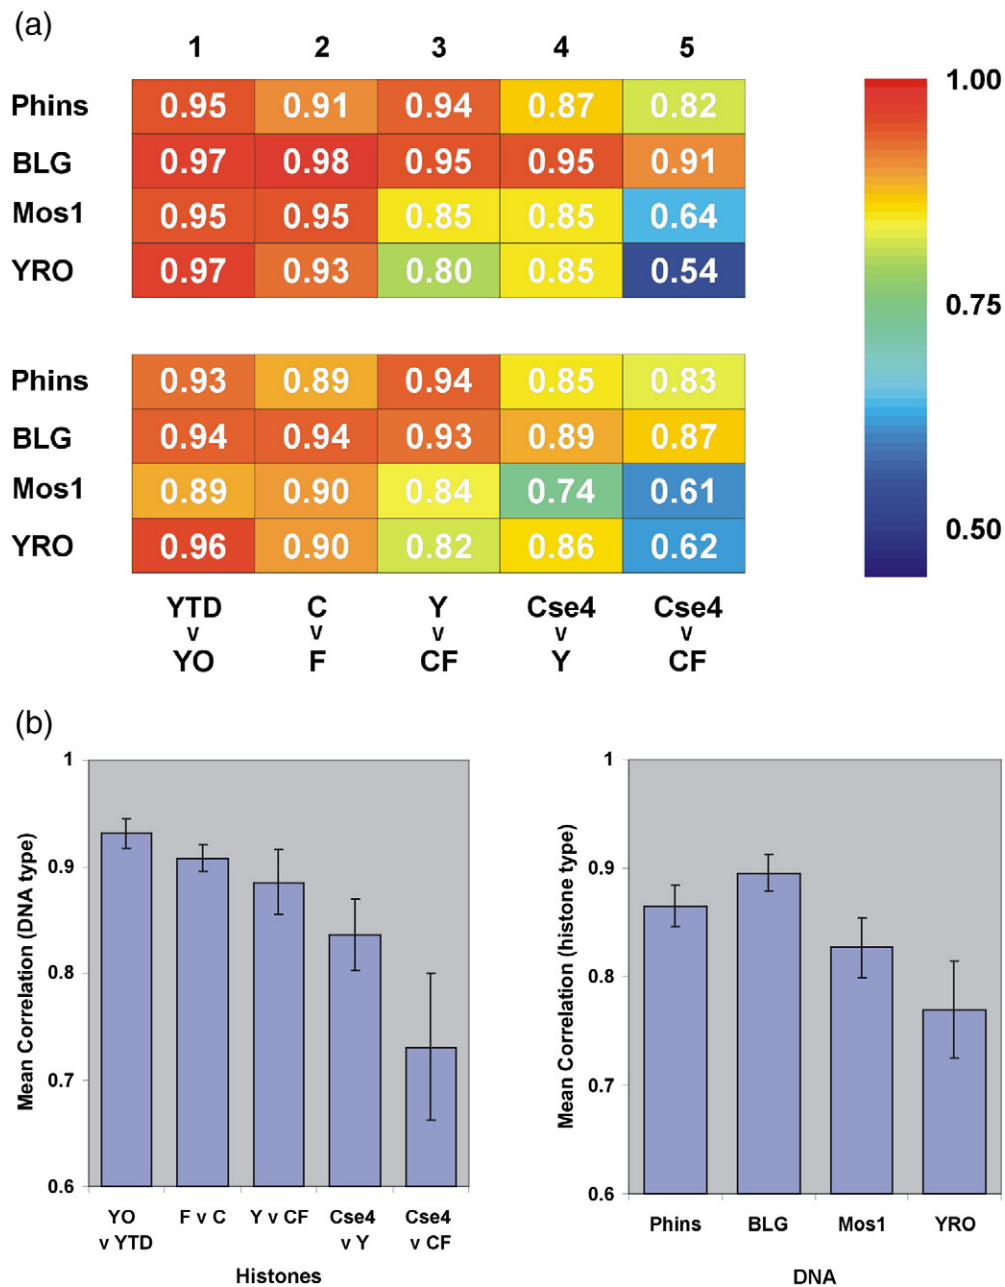 (a)
1 2 3 4 5
Phins 0.95 0.91 0.94 0.87 0.82
BLG 0.97 0.98 0.95 0.95 0.91
Mos1 0.95 0.95 0.85 0.85 0.64
YRO 0.97 0.93 0.80 0.85 0.54
Phins 0.93 0.89 0.94 0.85 0.83
BLG 0.94 0.94 0.93 0.89 0.87
Mos1 0.89 0.90 0.84 0.74 0.61
YRO 0.96 0.90 0.82 0.86 0.62
YTD C Y Cse4 Cse4
v v v v v
YO F CF Y CF
1.00
0.75
0.50
(b)
Mean Correlation (DNA type)
1
0.9
0.8
0.7
0.6
YO F v C Y v CF Cse4 Cse4
v YTD v Y v CF
Histones
Mean Correlation (histone type)
1
0.9
0.8
0.7
0.6
Phins BLG Mos1 YRO
DNA